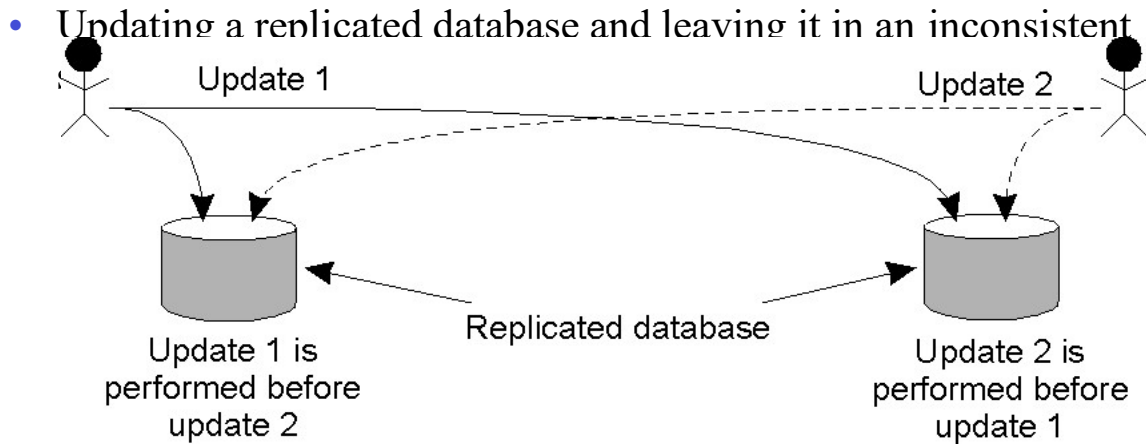 • Updating a replicated database and leaving it in an inconsistent
Update 1
Update 2
Replicated database
Update 1 is
performed before
update 2
Update 2 is
performed before
update 1